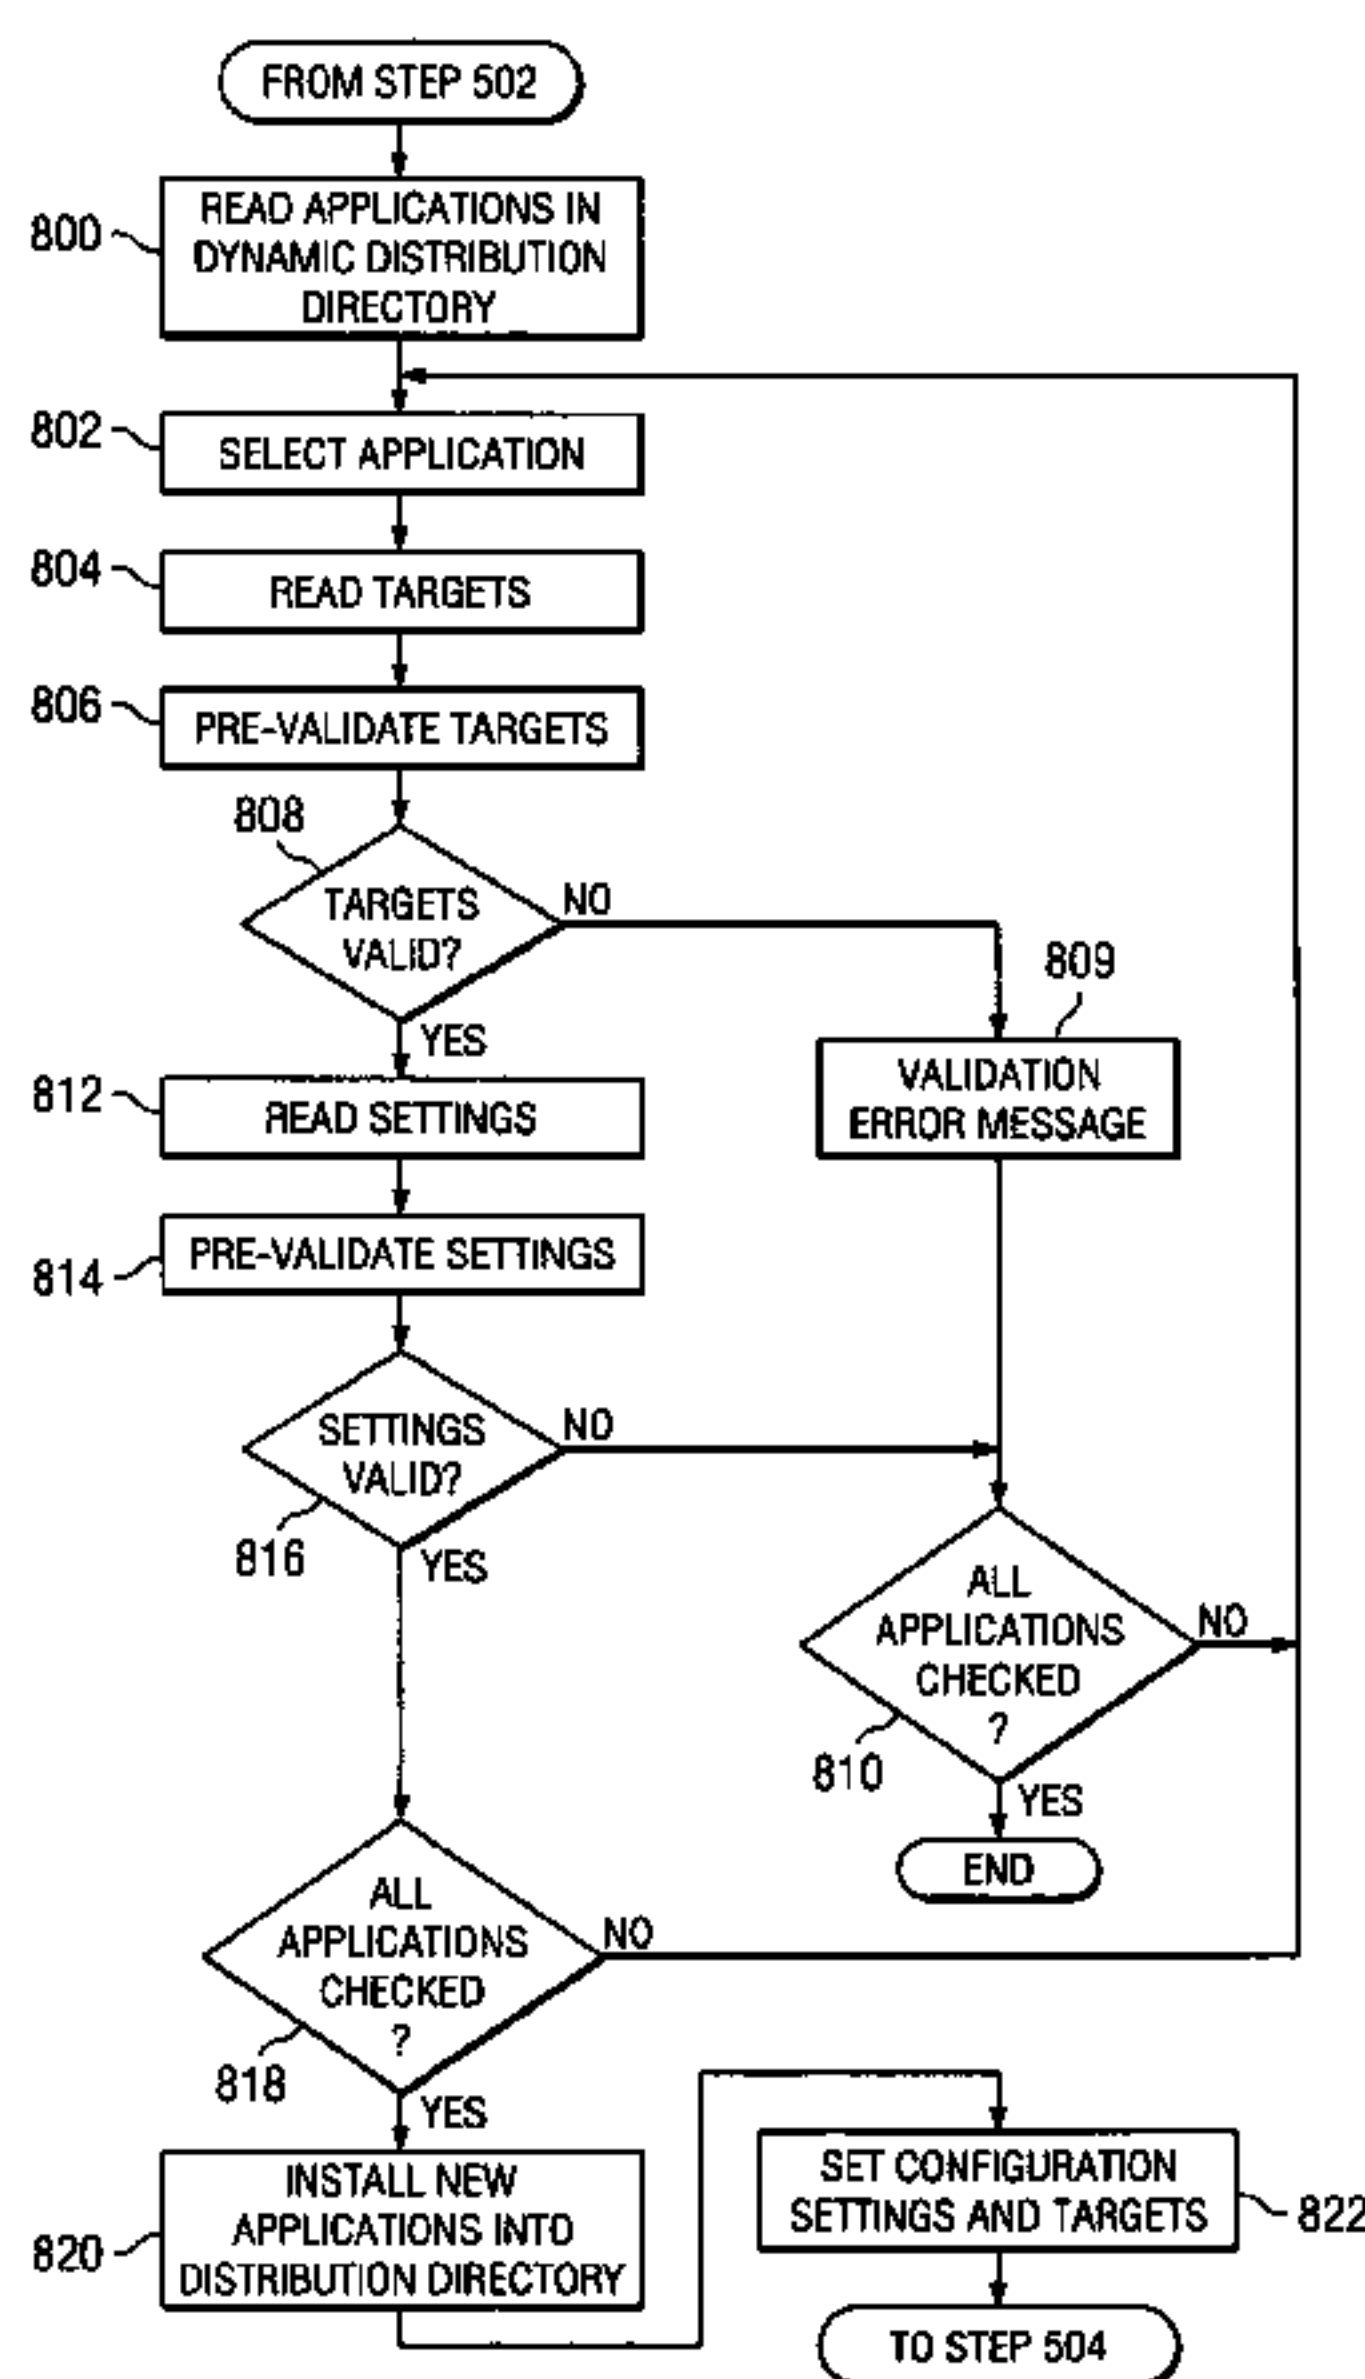 FROM STEP 502
800
READ APPLICATIONS IN
DYNAMIC DISTRIBUTION
DIRECTORY
802
SELECT APPLICATION
804
READ TARGETS
806
PRE-VALIDATE TARGETS
808
TARGETS
VALID?
NO
YES
809
VALIDATION
ERROR MESSAGE
812
READ SETTINGS
814
PRE-VALIDATE SETTINGS
SETTINGS
VALID?
NO
816
YES
ALL
APPLICATIONS
CHECKED
?
NO
810
YES
END
ALL
APPLICATIONS
CHECKED
?
NO
818
YES
820
INSTALL NEW
APPLICATIONS INTO
DISTRIBUTION DIRECTORY
SET CONFIGURATION
SETTINGS AND TARGETS
822
TO STEP 504